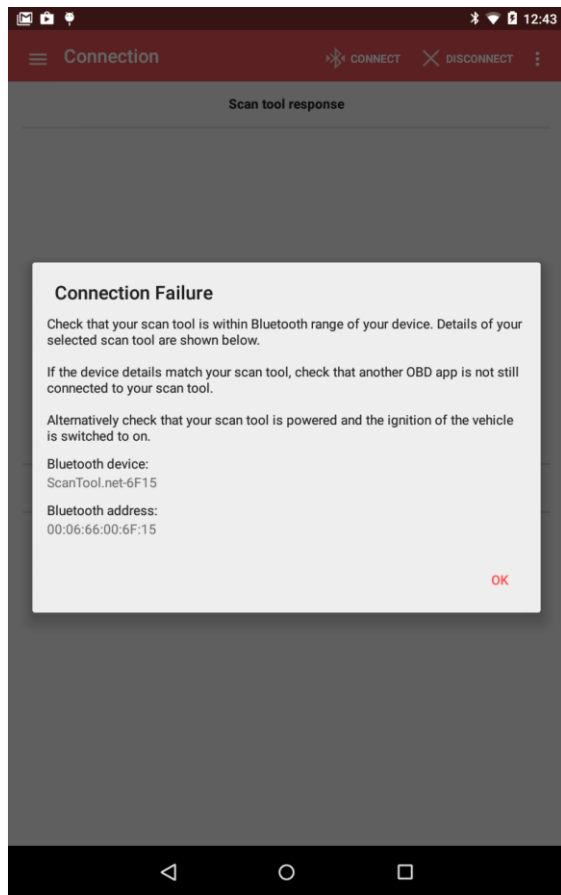 12:43
Connection
CONNECT
DISCONNECT
Scan tool response
Connection Failure
Check that your scan tool is within Bluetooth range of your device. Details of your
selected scan tool are shown below.
If the device details match your scan tool, check that another OBD app is not still
connected to your scan tool.
Alternatively check that your scan tool is powered and the ignition of the vehicle
is switched to on.
Bluetooth device:
ScanTool.net-6F15
Bluetooth address:
00:06:66:00:6F:15
OK